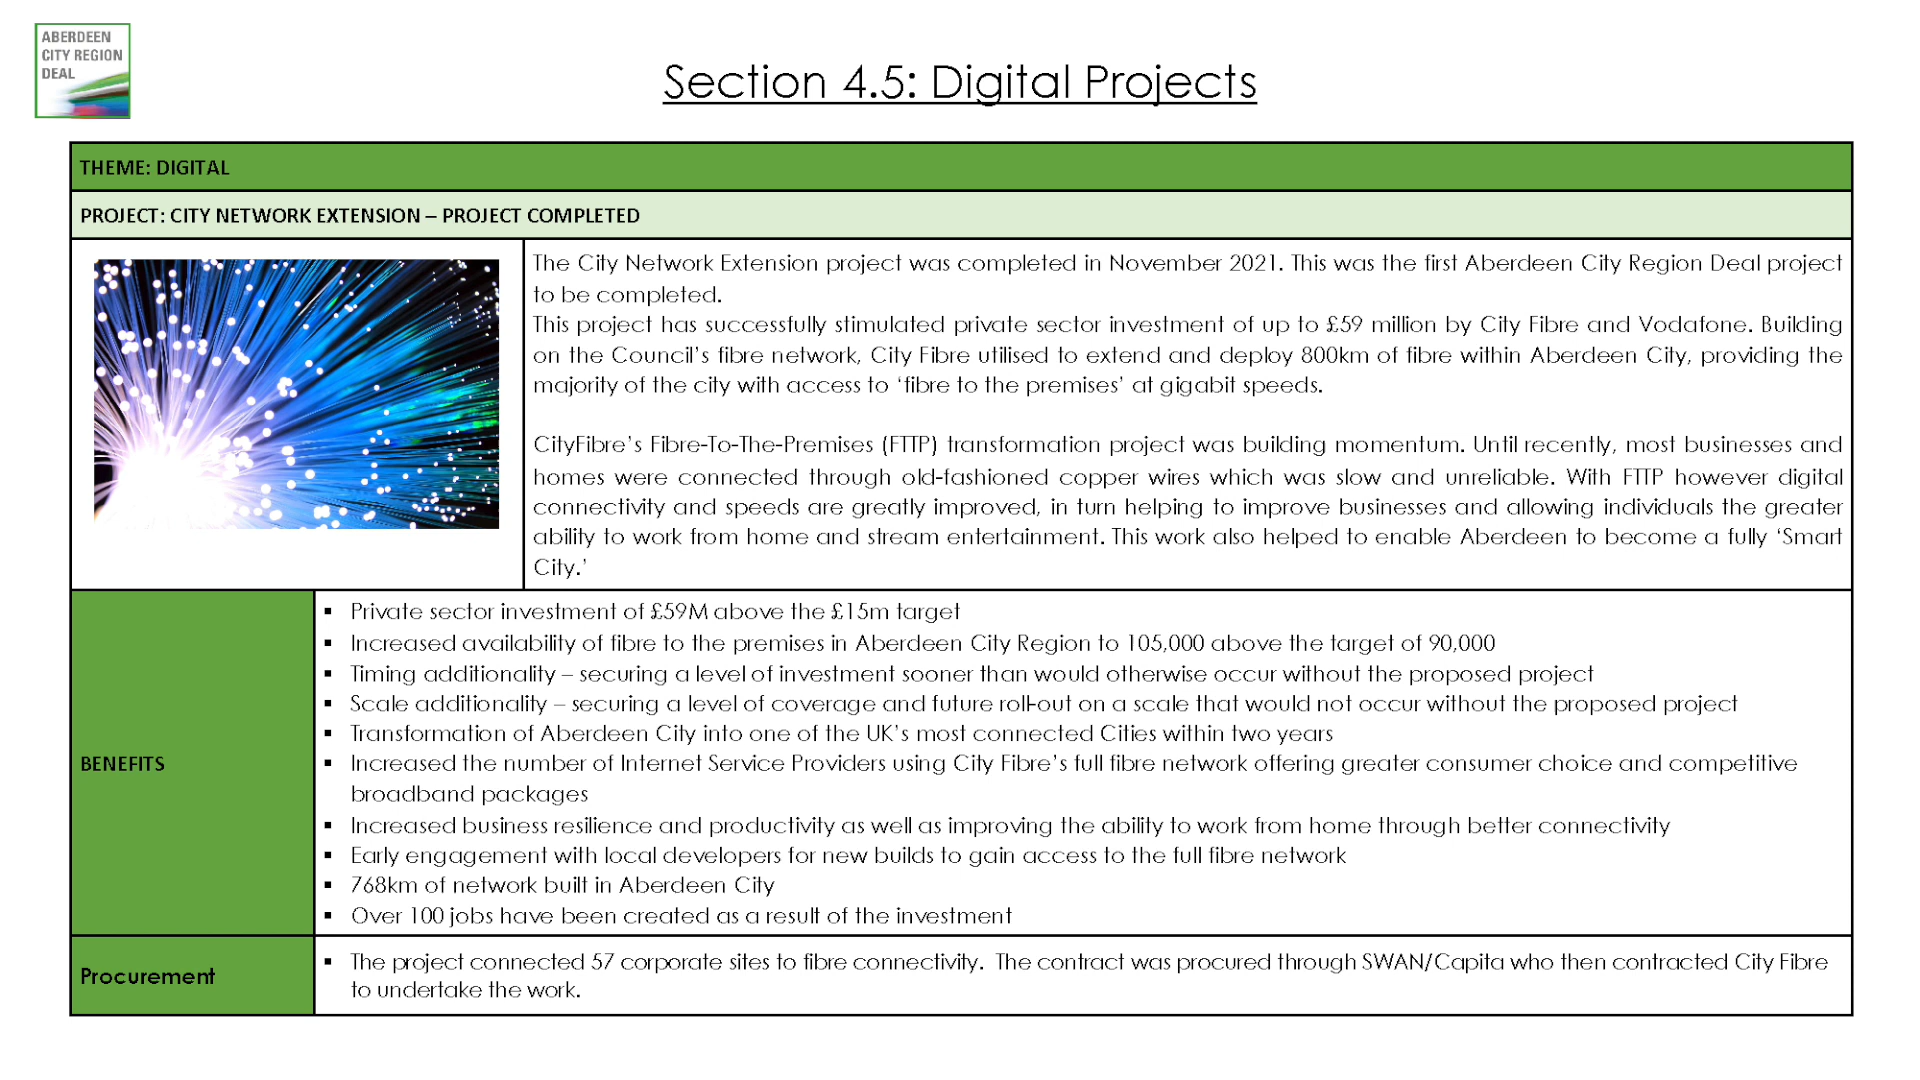 ABERDEEN
CITY REGION
DEAL
Section 4.5: Digital Projects
THEME: DIGITAL
PROJECT: CITY NETWORK EXTENSION – PROJECT COMPLETED
The City Network Extension project was completed in November 2021. This was the first Aberdeen City Region Deal project
to be completed.
This project has successfully stimulated private sector investment of up to £59 million by City Fibre and Vodafone. Building
on the Council’s fibre network, City Fibre utilised to extend and deploy 800km of fibre within Aberdeen City, providing the
majority of the city with access to ‘fibre to the premises’ at gigabit speeds.
CityFibre’s Fibre-To-The-Premises (FTTP) transformation project was building momentum. Until recently, most businesses and
homes were connected through old-fashioned copper wires which was slow and unreliable. With FTTP however digital
connectivity and speeds are greatly improved, in turn helping to improve businesses and allowing individuals the greater
ability to work from home and stream entertainment. This work also helped to enable Aberdeen to become a fully ‘Smart
City.’
BENEFITS
▪ Private sector investment of £59M above the £15m target
▪ Increased availability of fibre to the premises in Aberdeen City Region to 105,000 above the target of 90,000
▪ Timing additionality – securing a level of investment sooner than would otherwise occur without the proposed project
▪ Scale additionality – securing a level of coverage and future roll-out on a scale that would not occur without the proposed project
▪ Transformation of Aberdeen City into one of the UK’s most connected Cities within two years
▪ Increased the number of Internet Service Providers using City Fibre’s full fibre network offering greater consumer choice and competitive
broadband packages
▪ Increased business resilience and productivity as well as improving the ability to work from home through better connectivity
▪ Early engagement with local developers for new builds to gain access to the full fibre network
▪ 768km of network built in Aberdeen City
▪ Over 100 jobs have been created as a result of the investment
Procurement
▪ The project connected 57 corporate sites to fibre connectivity. The contract was procured through SWAN/Capita who then contracted City Fibre
to undertake the work.